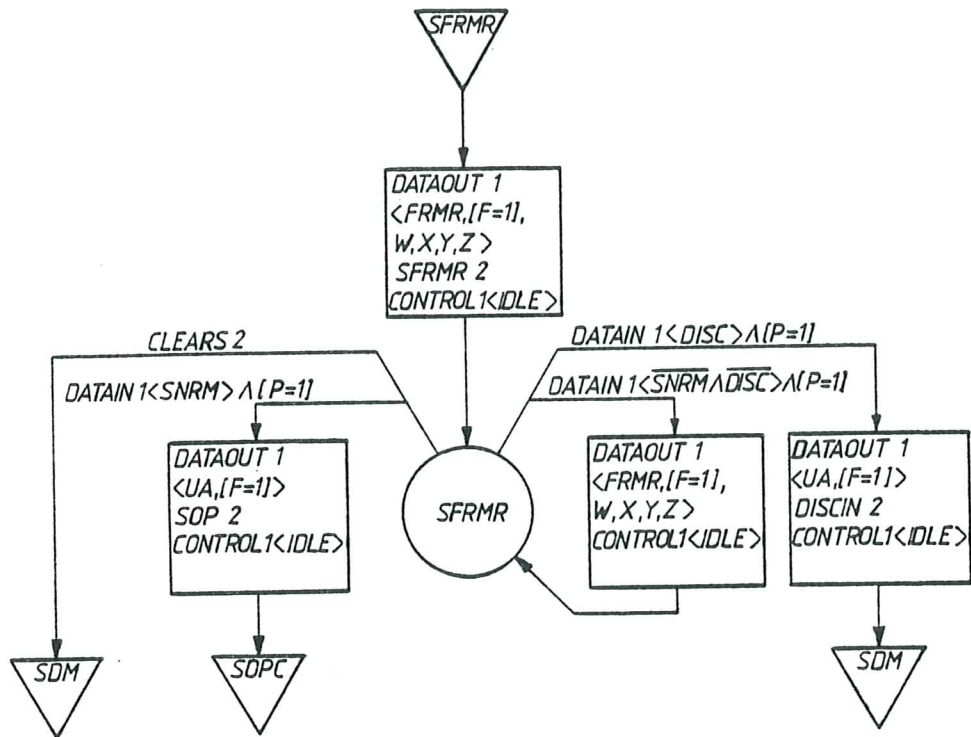 SFRMR
DATAOUT 1
<FRMR,[F=1],
W,X,Y,Z>
SFRMR 2
CONTROL1<IDLE>
CLEARS 2
DATAIN 1<DISC>Λ[P=1]
DATAIN 1<SNRM>Λ[P=1]
DATAIN 1<S̅N̅R̅M̅ΛD̅I̅S̅C̅>Λ[P=1]
DATAOUT 1
<UA,[F=1]>
SOP 2
CONTROL1<IDLE>
SFRMR
DATAOUT 1
<FRMR,[F=1],
W,X,Y,Z>
CONTROL1<IDLE>
DATAOUT 1
<UA,[F=1]>
DISCIN 2
CONTROL1<IDLE>
SDM
SOPC
SDM